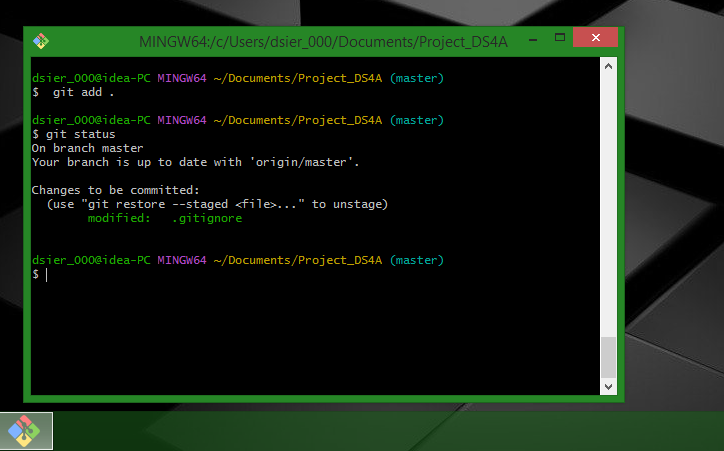 MINGW64:/c/Users/dsier_000/Documents/Project_DS4A
dsier_000@idea-PC MINGW64 ~/Documents/Project_DS4A (master)
$  git add .
dsier_000@idea-PC MINGW64 ~/Documents/Project_DS4A (master)
$ git status
On branch master
Your branch is up to date with 'origin/master'.
Changes to be committed:
  (use "git restore --staged <file>..." to unstage)
        modified:   .gitignore
dsier_000@idea-PC MINGW64 ~/Documents/Project_DS4A (master)
$